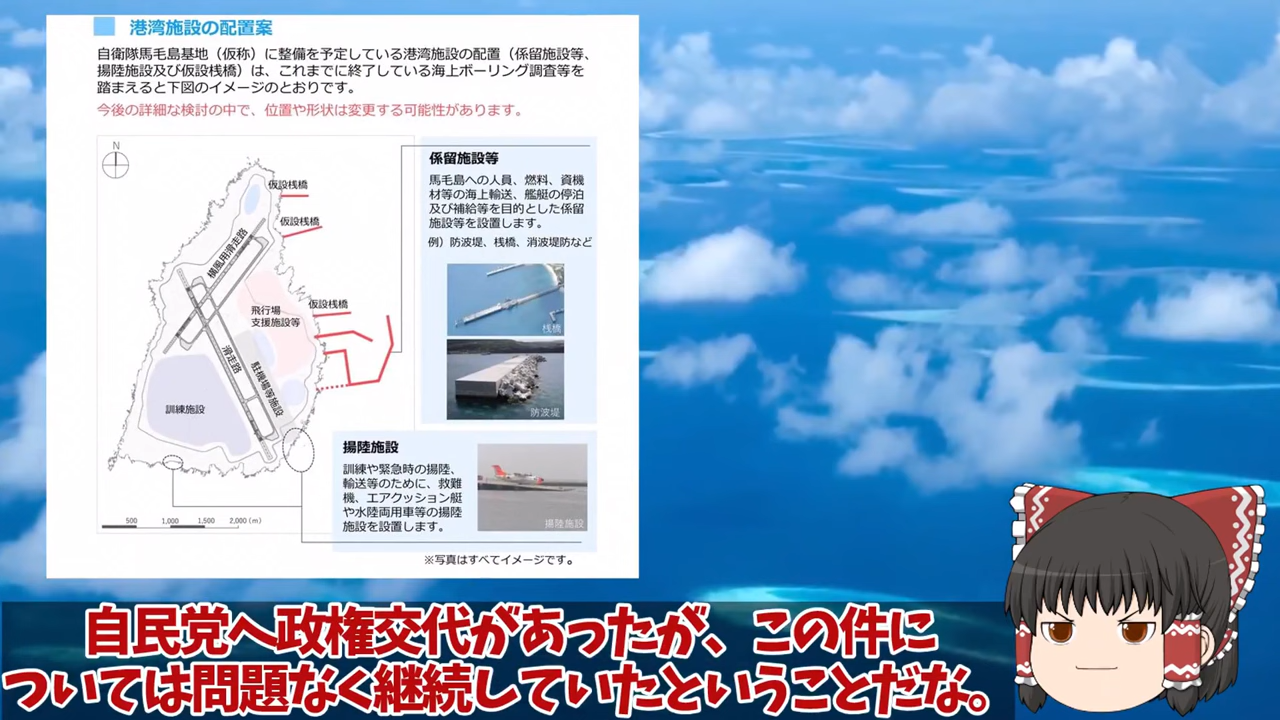 港湾施設の配置案
自衛隊馬毛島基地（仮称）に整備を予定している港湾施設の配置（係留施設等、
揚陸施設及び仮設桟橋）は、これまでに終了している海上ボーリング調査等を
踏まえると下図のイメージのとおりです。
今後の詳細な検討の中で、位置や形状は変更する可能性があります。
N
仮設桟橋
仮設桟橋
横風用滑走路
仮設桟橋
飛行場
支援施設等
滑走路
駐機場等施設
訓練施設
500 1,000 1,500 2,000 (m)
係留施設等
馬毛島への人員、燃料、資機
材等の海上輸送、艦艇の停泊
及び補給等を目的とした係留
施設等を設置します。
例）防波堤、桟橋、消波堤防など
桟橋
防波堤
揚陸施設
訓練や緊急時の揚陸、
輸送等のために、救難
機、エアクッション艇
や水陸両用車等の揚陸
施設を設置します。
揚陸施設
※写真はすべてイメージです。
自民党へ政権交代があったが、この件に
ついては問題なく継続していたということだな。